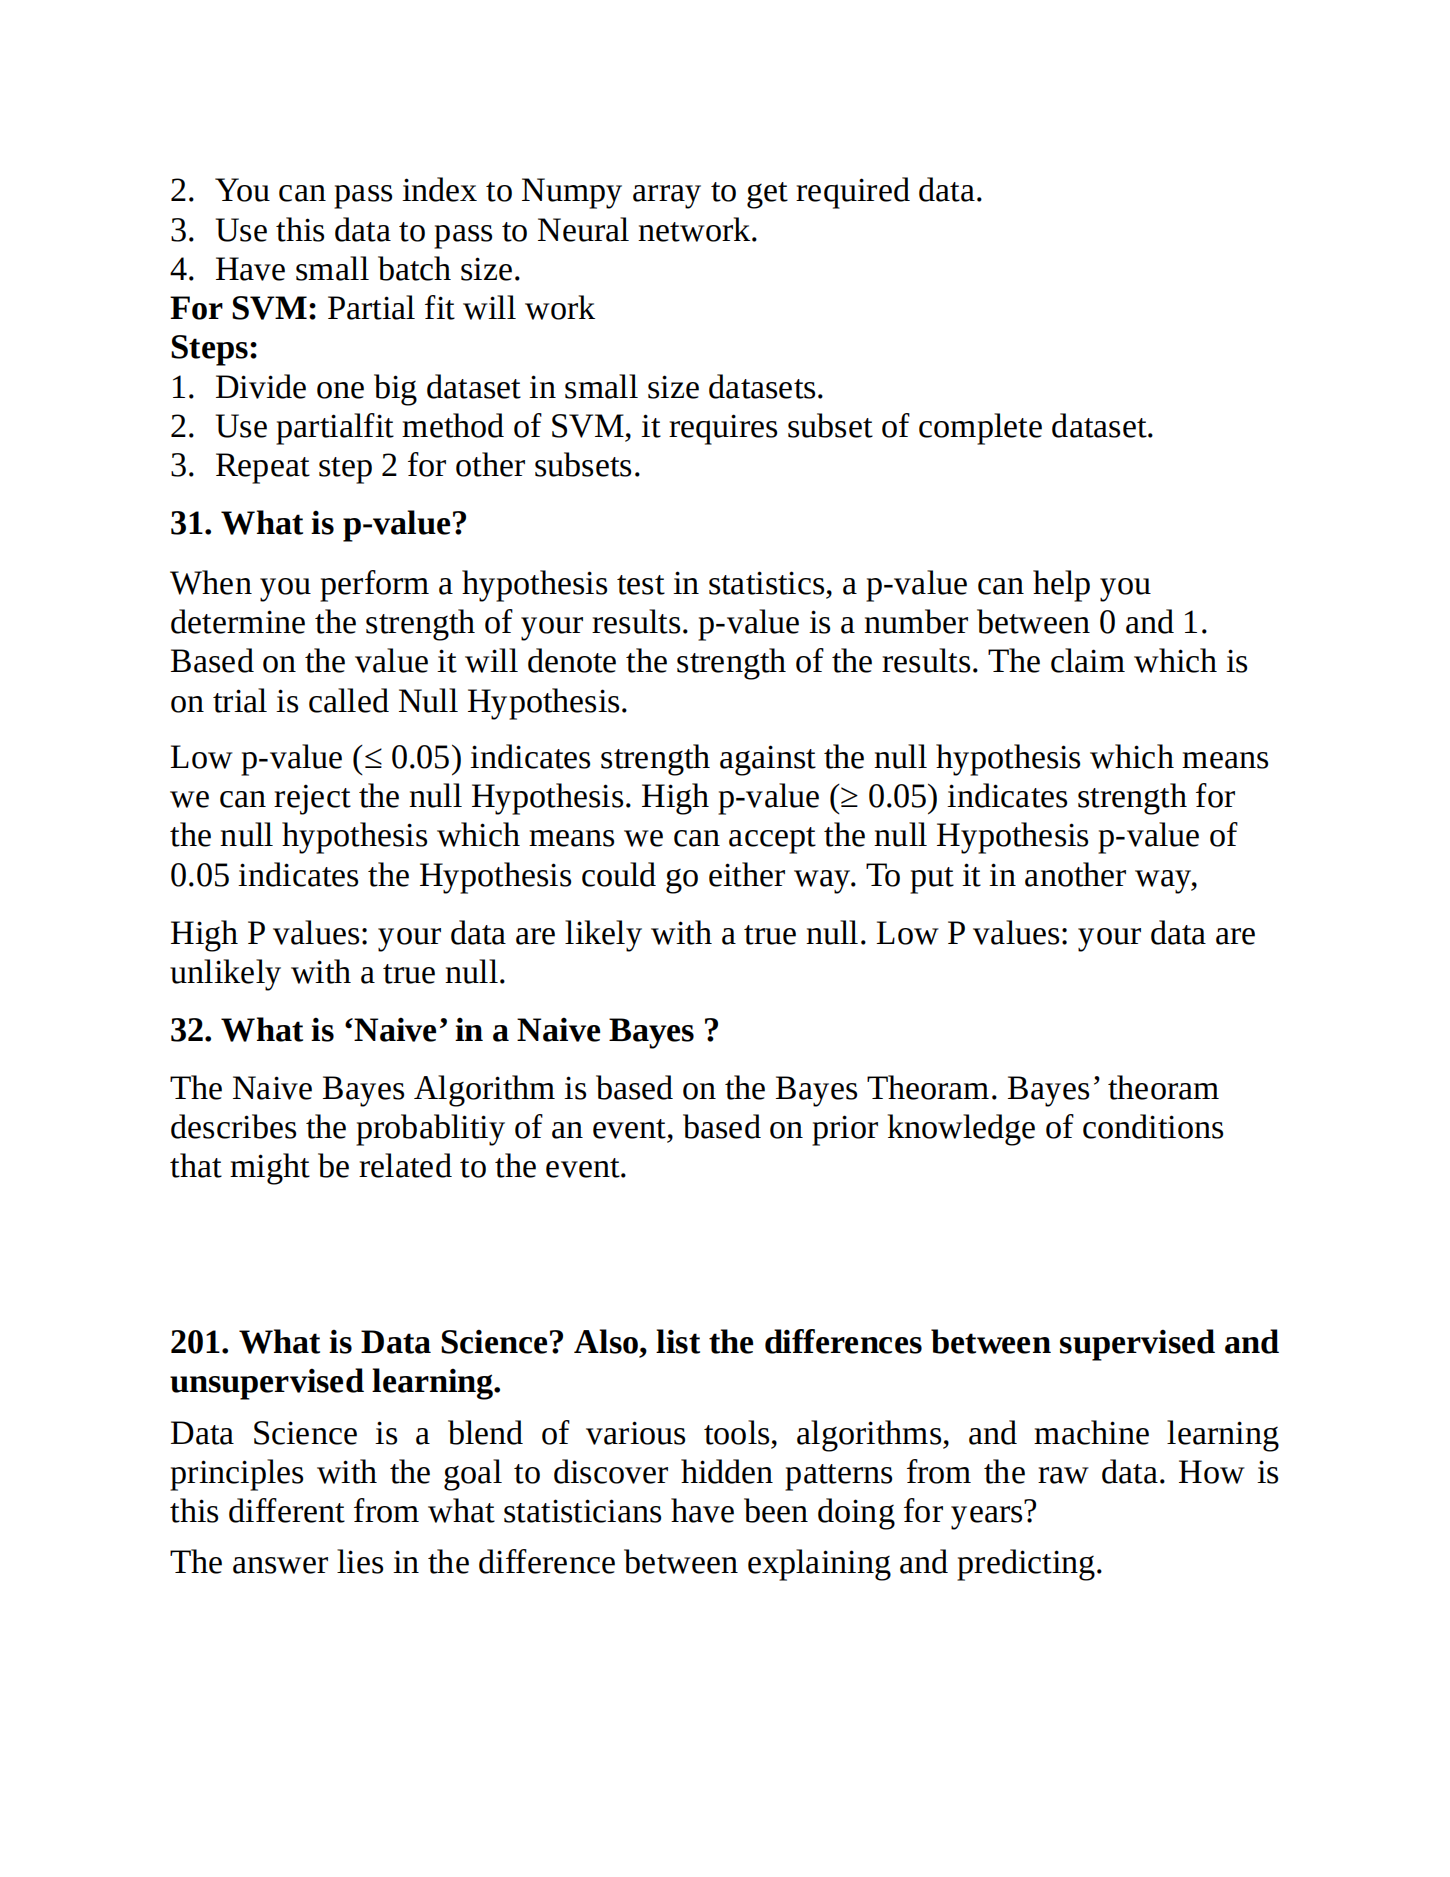 2. You can pass index to Numpy array to get required data.
3. Use this data to pass to Neural network.
4. Have small batch size.
For SVM: Partial fit will work
Steps:
1. Divide one big dataset in small size datasets.
2. Use partialfit method of SVM, it requires subset of complete dataset.
3. Repeat step 2 for other subsets.
31. What is p-value?
When you perform a hypothesis test in statistics, a p-value can help you
determine the strength of your results. p-value is a number between 0 and 1.
Based on the value it will denote the strength of the results. The claim which is
on trial is called Null Hypothesis.
Low p-value (≤ 0.05) indicates strength against the null hypothesis which means
we can reject the null Hypothesis. High p-value (≥ 0.05) indicates strength for
the null hypothesis which means we can accept the null Hypothesis p-value of
0.05 indicates the Hypothesis could go either way. To put it in another way,
High P values: your data are likely with a true null. Low P values: your data are
unlikely with a true null.
32. What is ‘Naive’ in a Naive Bayes ?
The Naive Bayes Algorithm is based on the Bayes Theoram. Bayes’ theoram
describes the probablitiy of an event, based on prior knowledge of conditions
that might be related to the event.
201. What is Data Science? Also, list the differences between supervised and
unsupervised learning.
Data Science is a blend of various tools, algorithms, and machine learning
principles with the goal to discover hidden patterns from the raw data. How is
this different from what statisticians have been doing for years?
The answer lies in the difference between explaining and predicting.